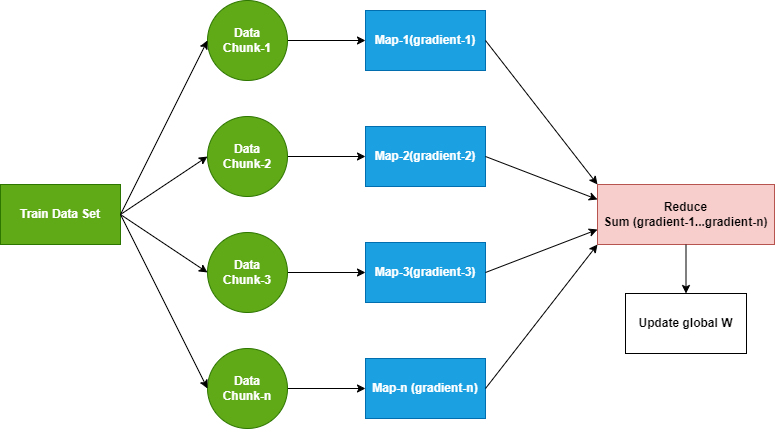 Data
Chunk-1
Map-1(gradient-1)
Data
Chunk-2
Map-2(gradient-2)
Train Data Set
Reduce
Sum (gradient-1...gradient-n)
Data
Chunk-3
Map-3(gradient-3)
Update global W
Data
Chunk-n
Map-n (gradient-n)